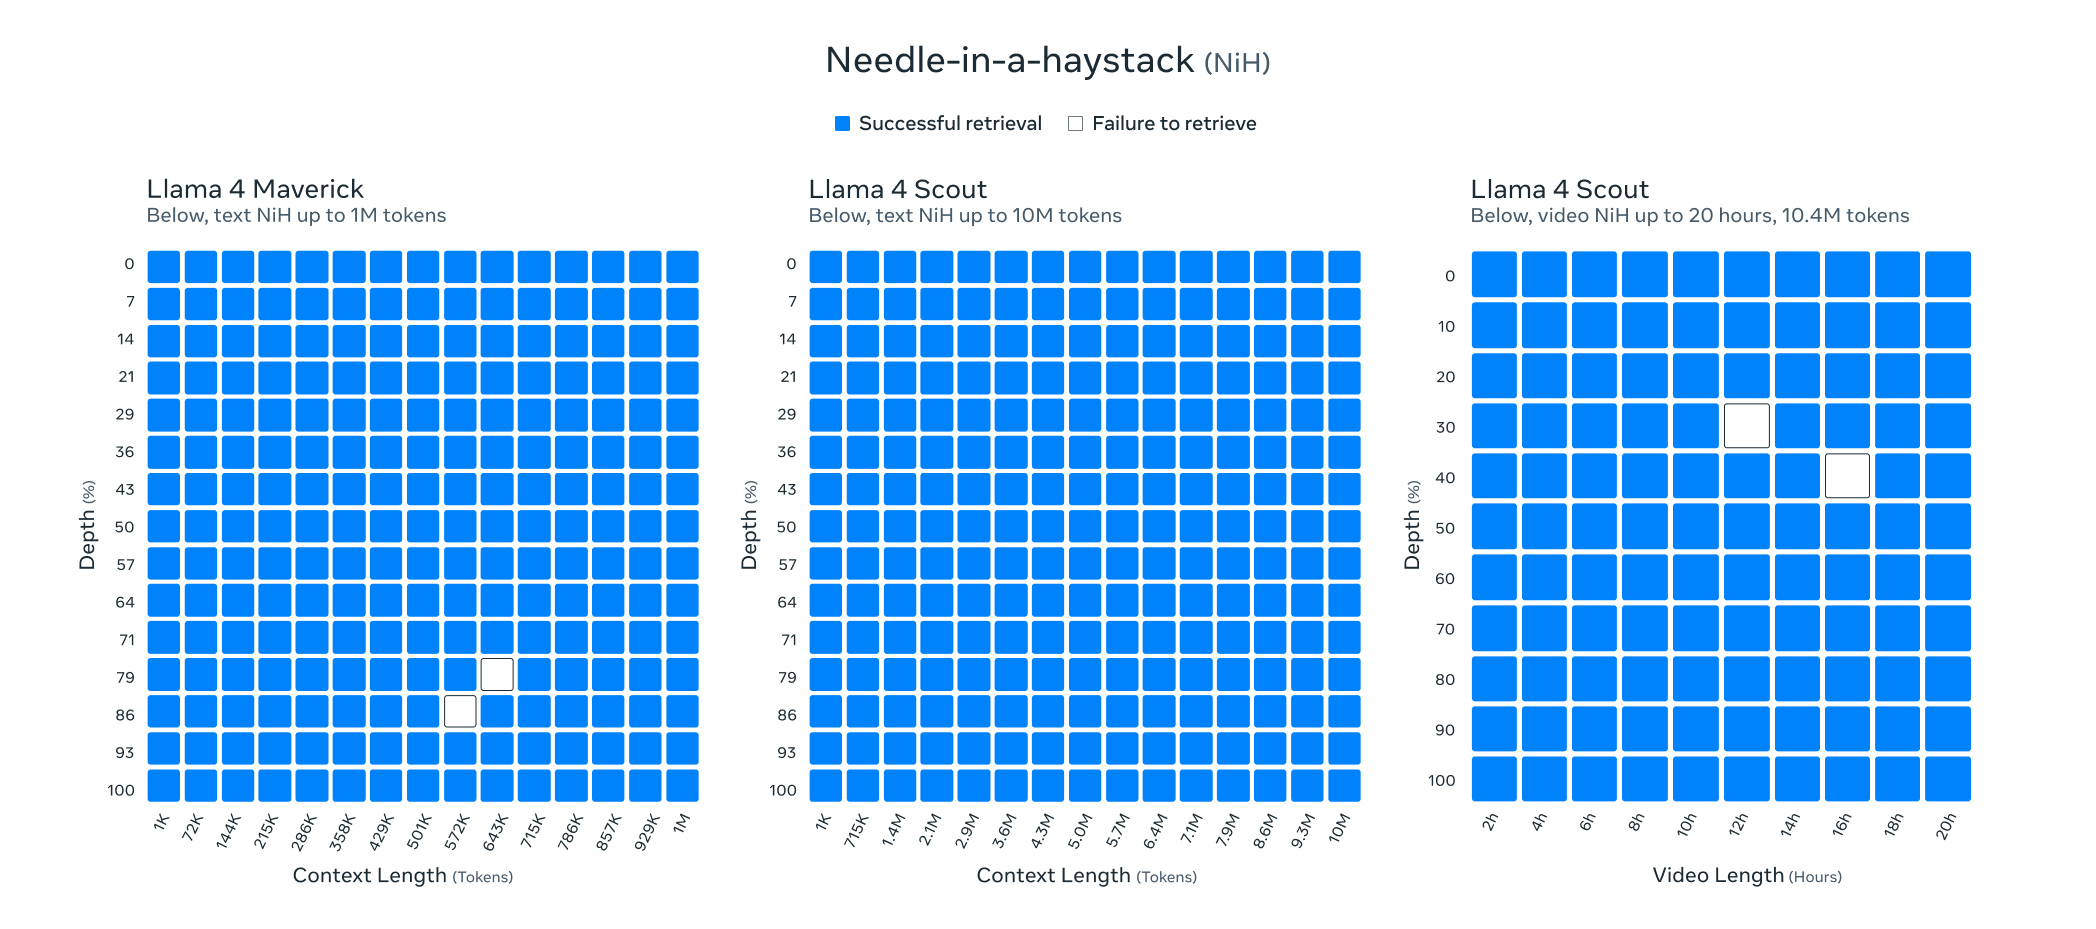 Needle-in-a-haystack (NiH)
Successful retrieval
Failure to retrieve
Llama 4 Maverick
Below, text NiH up to 1M tokens
Depth (%)
0
7
14
21
29
36
43
50
57
64
71
79
86
93
100
1K 72K 144K 215K 286K 358K 429K 501K 572K 643K 715K 786K 857K 929K 1M
Context Length (Tokens)
Llama 4 Scout
Below, text NiH up to 10M tokens
Depth (%)
0
7
14
21
29
36
43
50
57
64
71
79
86
93
100
1K 715K 1.4M 2.1M 2.9M 3.6M 4.3M 5.0M 5.7M 6.4M 7.1M 7.9M 8.6M 9.3M 10M
Context Length (Tokens)
Llama 4 Scout
Below, video NiH up to 20 hours, 10.4M tokens
Depth (%)
0
10
20
30
40
50
60
70
80
90
100
2h 4h 6h 8h 10h 12h 14h 16h 18h 20h
Video Length (Hours)